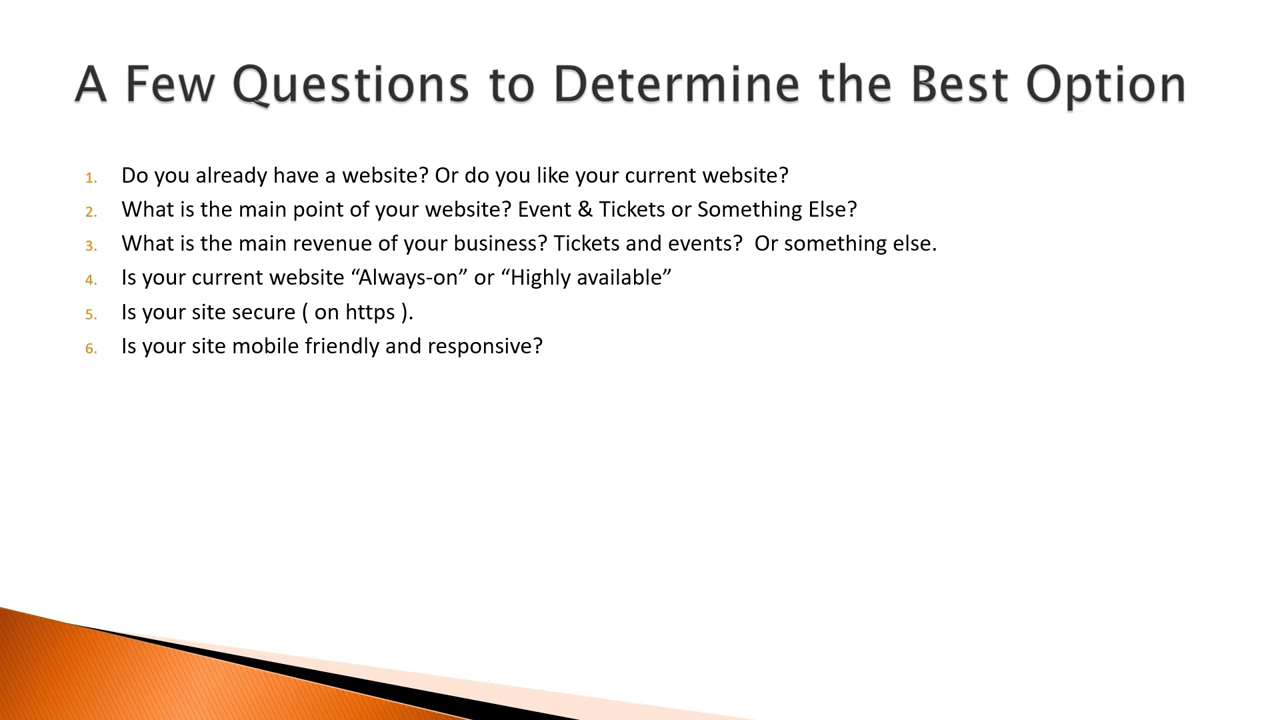 A Few Questions to Determine the Best Option
1. Do you already have a website? Or do you like your current website?
2. What is the main point of your website? Event & Tickets or Something Else?
3. What is the main revenue of your business? Tickets and events?  Or something else.
4. Is your current website “Always-on” or “Highly available”
5. Is your site secure ( on https ).
6. Is your site mobile friendly and responsive?